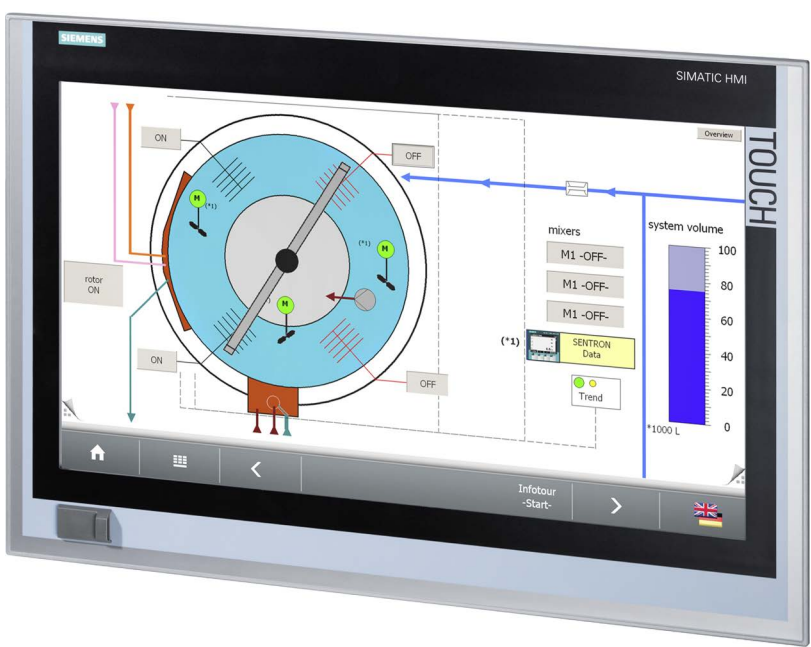 SIEMENS
SIMATIC HMI
TOUCH
Overview
ON
OFF
M
(*1)
(*1)
M
mixers
system volume
M1 -OFF-
M1 -OFF-
M1 -OFF-
100
80
60
40
20
0
rotor
ON
M
)
(*1)
SENTRON
Data
Trend
ON
OFF
*1000 L
Infotour
-Start-